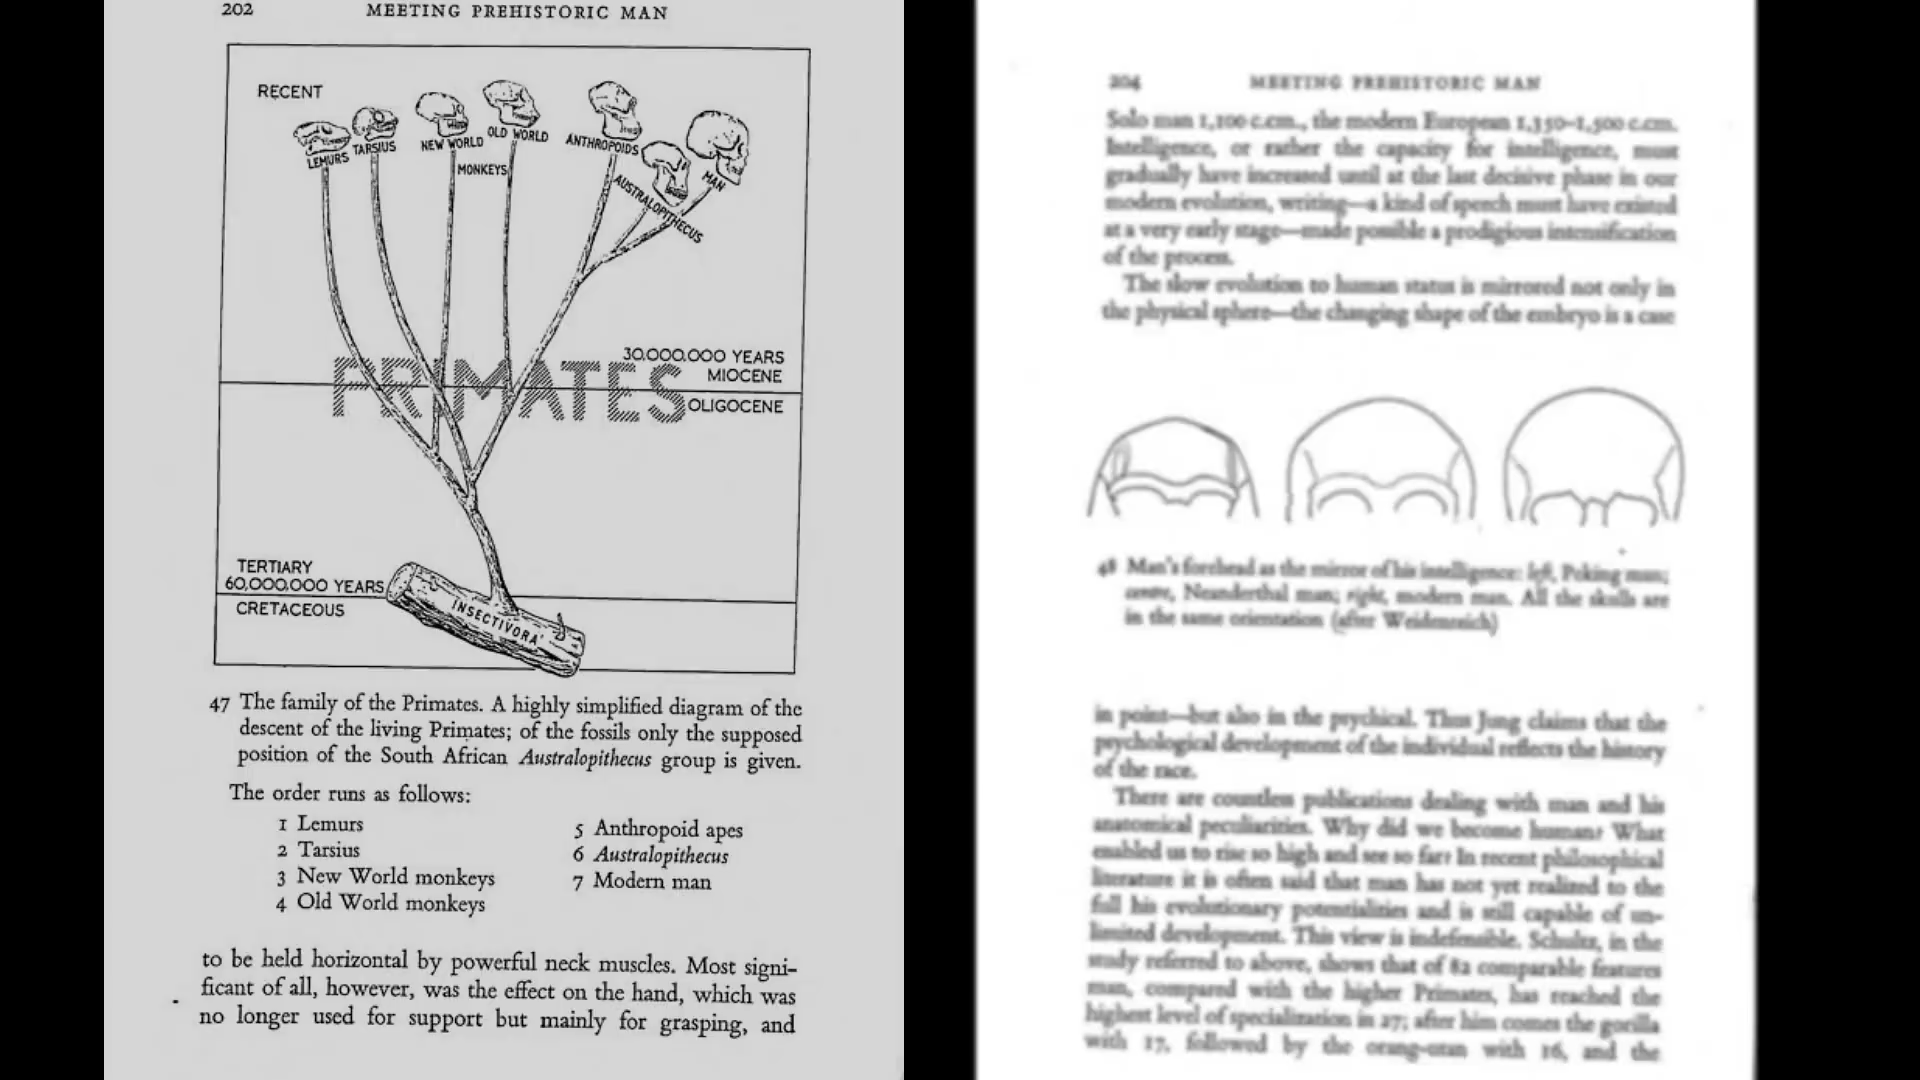 202 MEETING PREHISTORIC MAN
RECENT
LEMURS
TARSIUS
NEW WORLD
OLD WORLD
MONKEYS
ANTHROPOIDS
AUSTRALOPITHECUS
MAN
PRIMATES
30,000,000 YEARS
MIOCENE
OLIGOCENE
TERTIARY
60,000,000 YEARS
CRETACEOUS
INSECTIVORA
47 The family of the Primates. A highly simplified diagram of the
descent of the living Primates; of the fossils only the supposed
position of the South African Australopithecus group is given.
The order runs as follows:
1 Lemurs
2 Tarsius
3 New World monkeys
4 Old World monkeys
5 Anthropoid apes
6 Australopithecus
7 Modern man
to be held horizontal by powerful neck muscles. Most signi-
ficant of all, however, was the effect on the hand, which was
no longer used for support but mainly for grasping, and
204 MEETING PREHISTORIC MAN
Solo man 1,100 c.cm., the modern European 1,350–1,500 c.cm.
Intelligence, or rather the capacity for intelligence, must
gradually have increased until at the last decisive phase in our
modern evolution, writing—a kind of speech must have existed
at a very early stage—made possible a prodigious intensification
of the process.
The slow evolution to human status is mirrored not only in
the physical sphere—the changing shape of the embryo is a case
48 Man's forehead as the mirror of his intelligence: left, Peking man;
centre, Neanderthal man; right, modern man. All the skulls are
in the same orientation (after Weidenreich)
in point—but also in the psychical. Thus Jung claims that the
psychological development of the individual reflects the history
of the race.
There are countless publications dealing with man and his
anatomical peculiarities. Why did we become human? What
enabled us to rise so high and see so far? In recent philosophical
literature it is often said that man has not yet realized to the
full his evolutionary potentialities and is still capable of un-
limited development. This view is indefensible. Schultz, in the
study referred to above, shows that of 82 comparable features
man, compared with the higher Primates, has reached the
highest level of specialization in 27; after him comes the gorilla
with 17, followed by the orang-utan with 16, and the